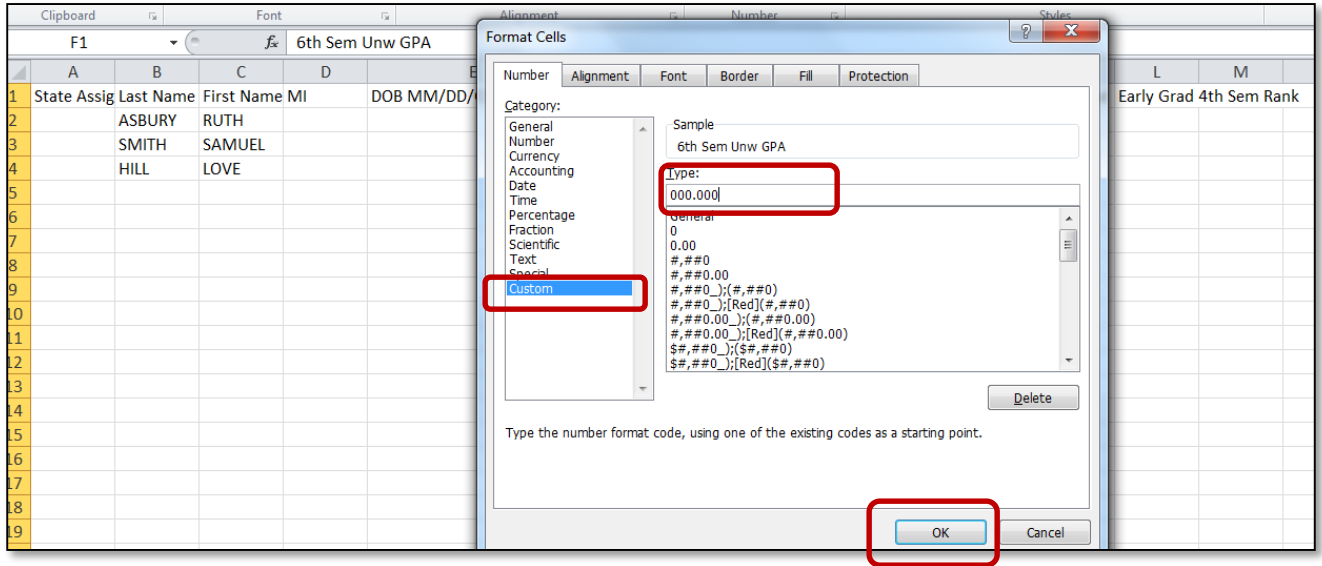 Clipboard Font Alignment Number Styles
F1 fx 6th Sem Unw GPA
Format Cells
Number Alignment Font Border Fill Protection
A B C D E L M
1 State Assig Last Name First Name MI DOB MM/DD/ Early Grad 4th Sem Rank
2 ASBURY RUTH
3 SMITH SAMUEL
4 HILL LOVE
5
6
7
8
9
10
11
12
13
14
15
16
17
18
19
Category:
General
Number
Currency
Accounting
Date
Time
Percentage
Fraction
Scientific
Text
Special
Custom
Sample
6th Sem Unw GPA
Type:
000.000
General
0
0.00
#,##0
#,##0.00
#,##0_);(#,##0)
#,##0_);[Red](#,##0)
#,##0.00_);(#,##0.00)
#,##0.00_);[Red](#,##0.00)
$#,##0_);($#,##0)
$#,##0_);[Red]($#,##0)
Delete
Type the number format code, using one of the existing codes as a starting point.
OK Cancel